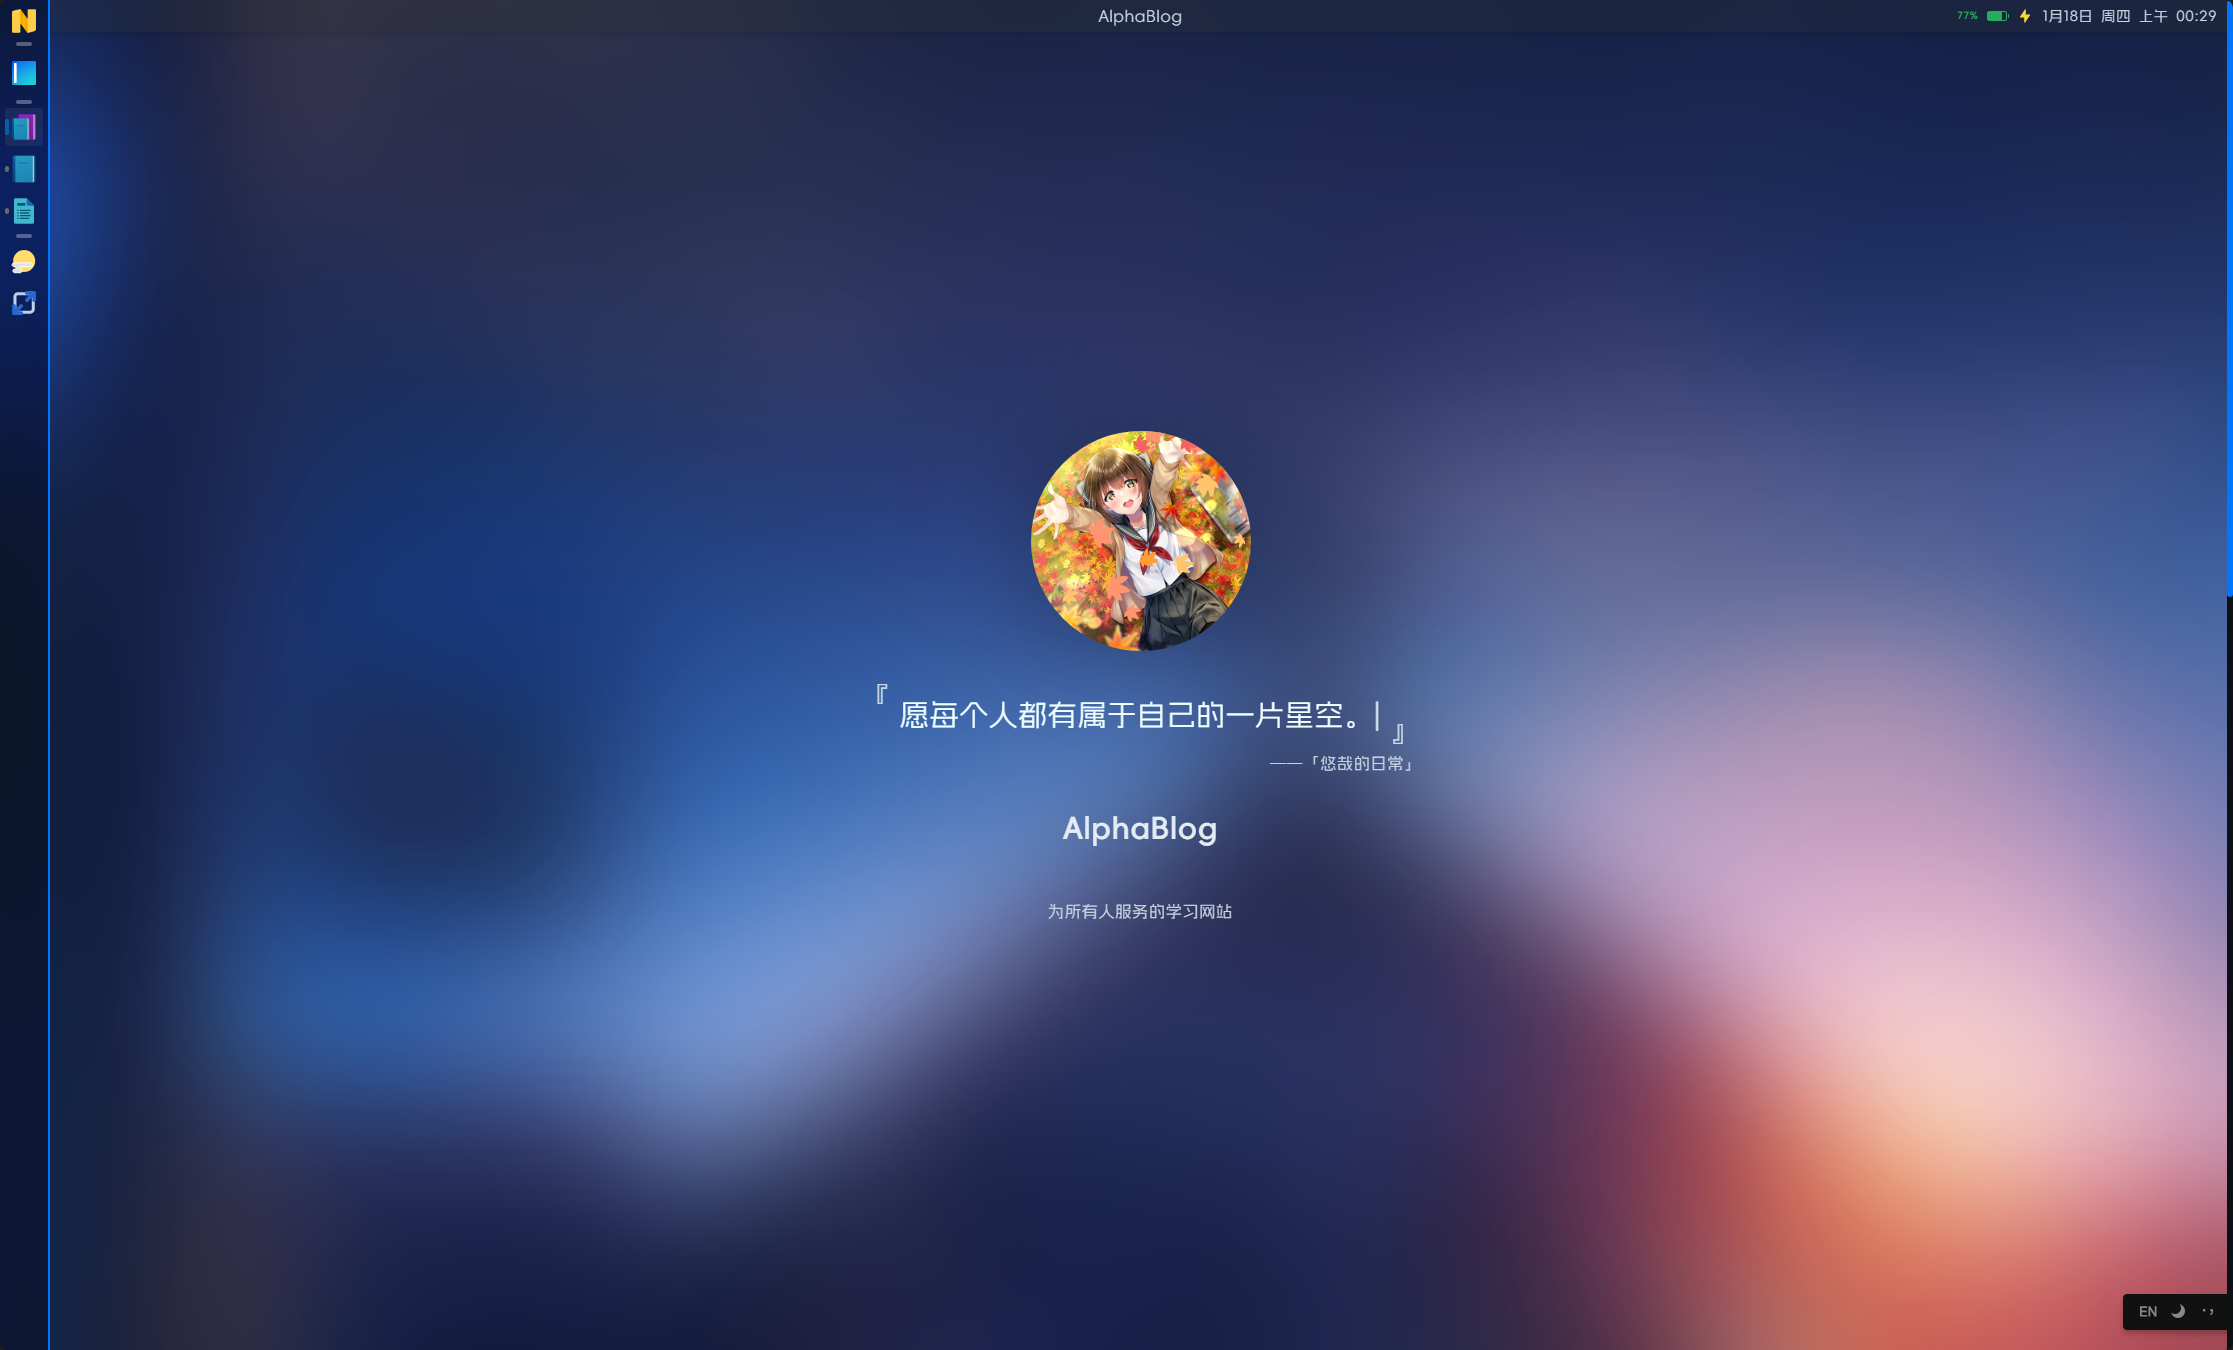 AlphaBlog
77% 1月18日 周四 上午 00:29
『愿每个人都有属于自己的一片星空。|』
——「悠哉的日常」
AlphaBlog
为所有人服务的学习网站
EN